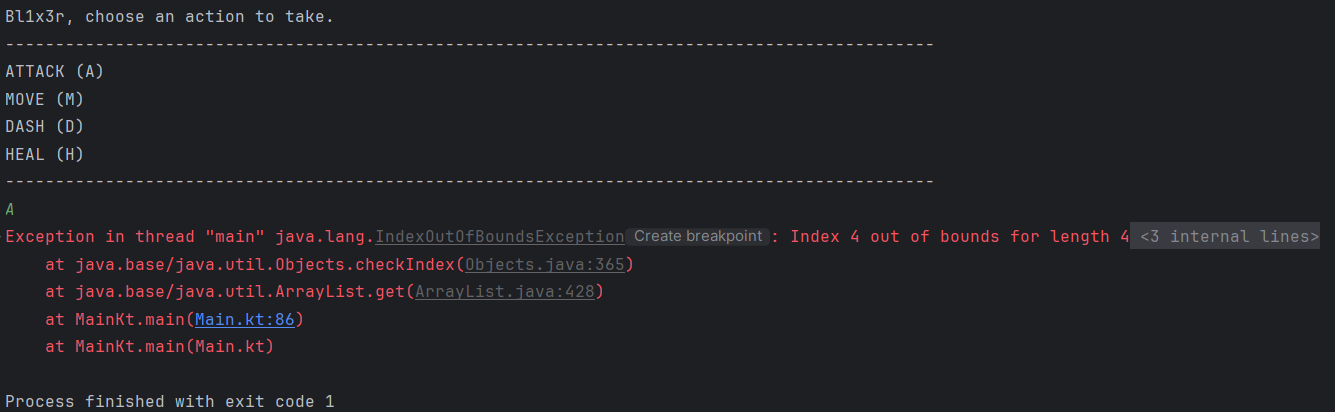 Bl1x3r, choose an action to take.
---------------------------------------------------------------------------------------------
ATTACK (A)
MOVE (M)
DASH (D)
HEAL (H)
---------------------------------------------------------------------------------------------
A
Exception in thread "main" java.lang.IndexOutOfBoundsException Create breakpoint : Index 4 out of bounds for length 4 <3 internal lines>
    at java.base/java.util.Objects.checkIndex(Objects.java:365)
    at java.base/java.util.ArrayList.get(ArrayList.java:428)
    at MainKt.main(Main.kt:86)
    at MainKt.main(Main.kt)
Process finished with exit code 1